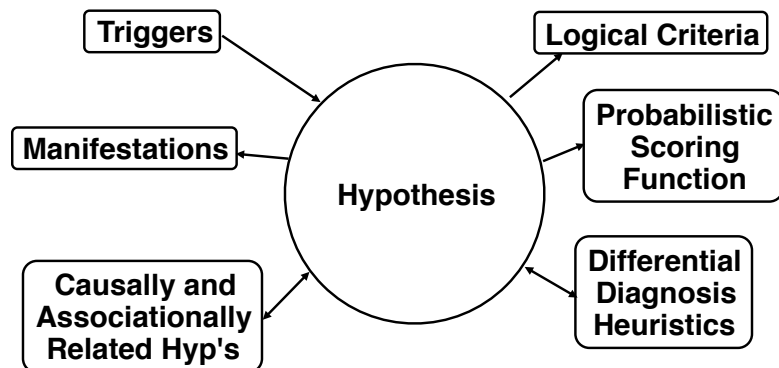 Triggers
Logical Criteria
Manifestations
Probabilistic
Scoring
Function
Hypothesis
Causally and
Associationally
Related Hyp's
Differential
Diagnosis
Heuristics